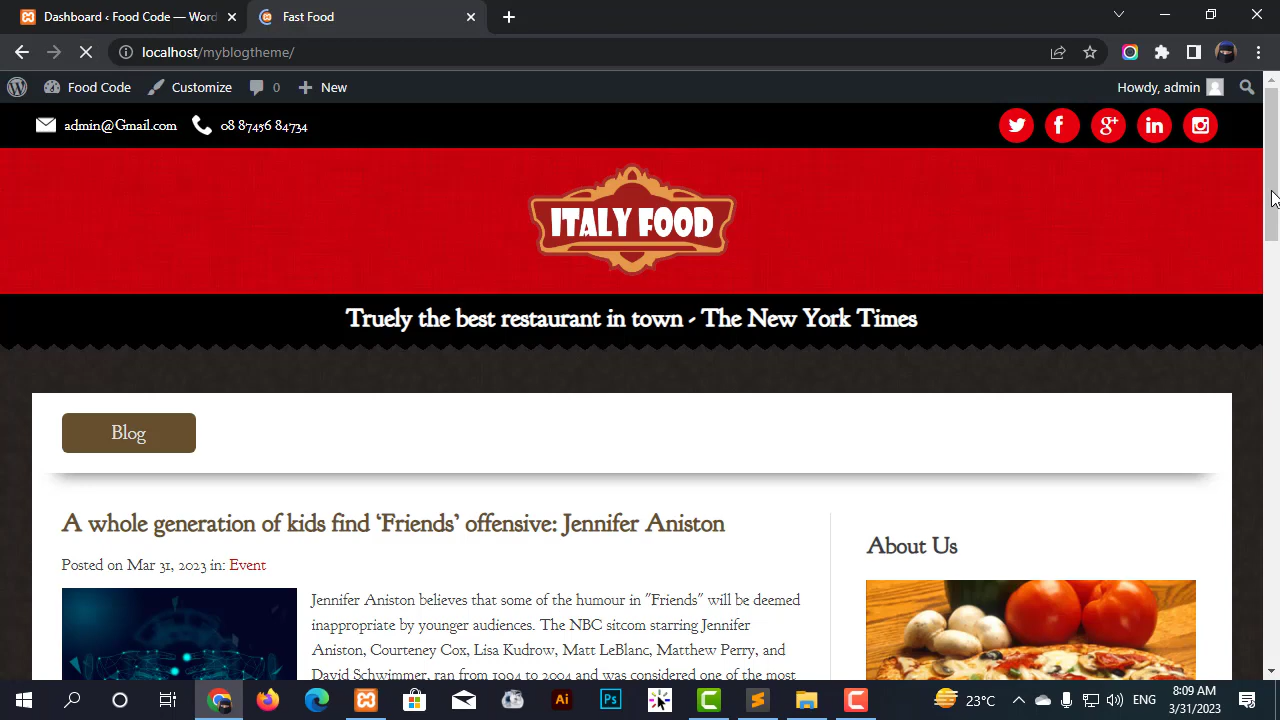 Dashboard ‹ Food Code — Word
Fast Food
localhost/myblogtheme/
Food Code
Customize
0
New
Howdy, admin
admin@Gmail.com
08 87456 84734
ITALY FOOD
Truely the best restaurant in town - The New York Times
Blog
A whole generation of kids find ‘Friends’ offensive: Jennifer Aniston
Posted on Mar 31, 2023 in: Event
Jennifer Aniston believes that some of the humour in "Friends" will be deemed
inappropriate by younger audiences. The NBC sitcom starring Jennifer
Aniston, Courteney Cox, Lisa Kudrow, Matt LeBlanc, Matthew Perry, and
David Schwimmer, ran from 1994 to 2004 and was considered one of the most
About Us
23°C
ENG
8:09 AM
3/31/2023